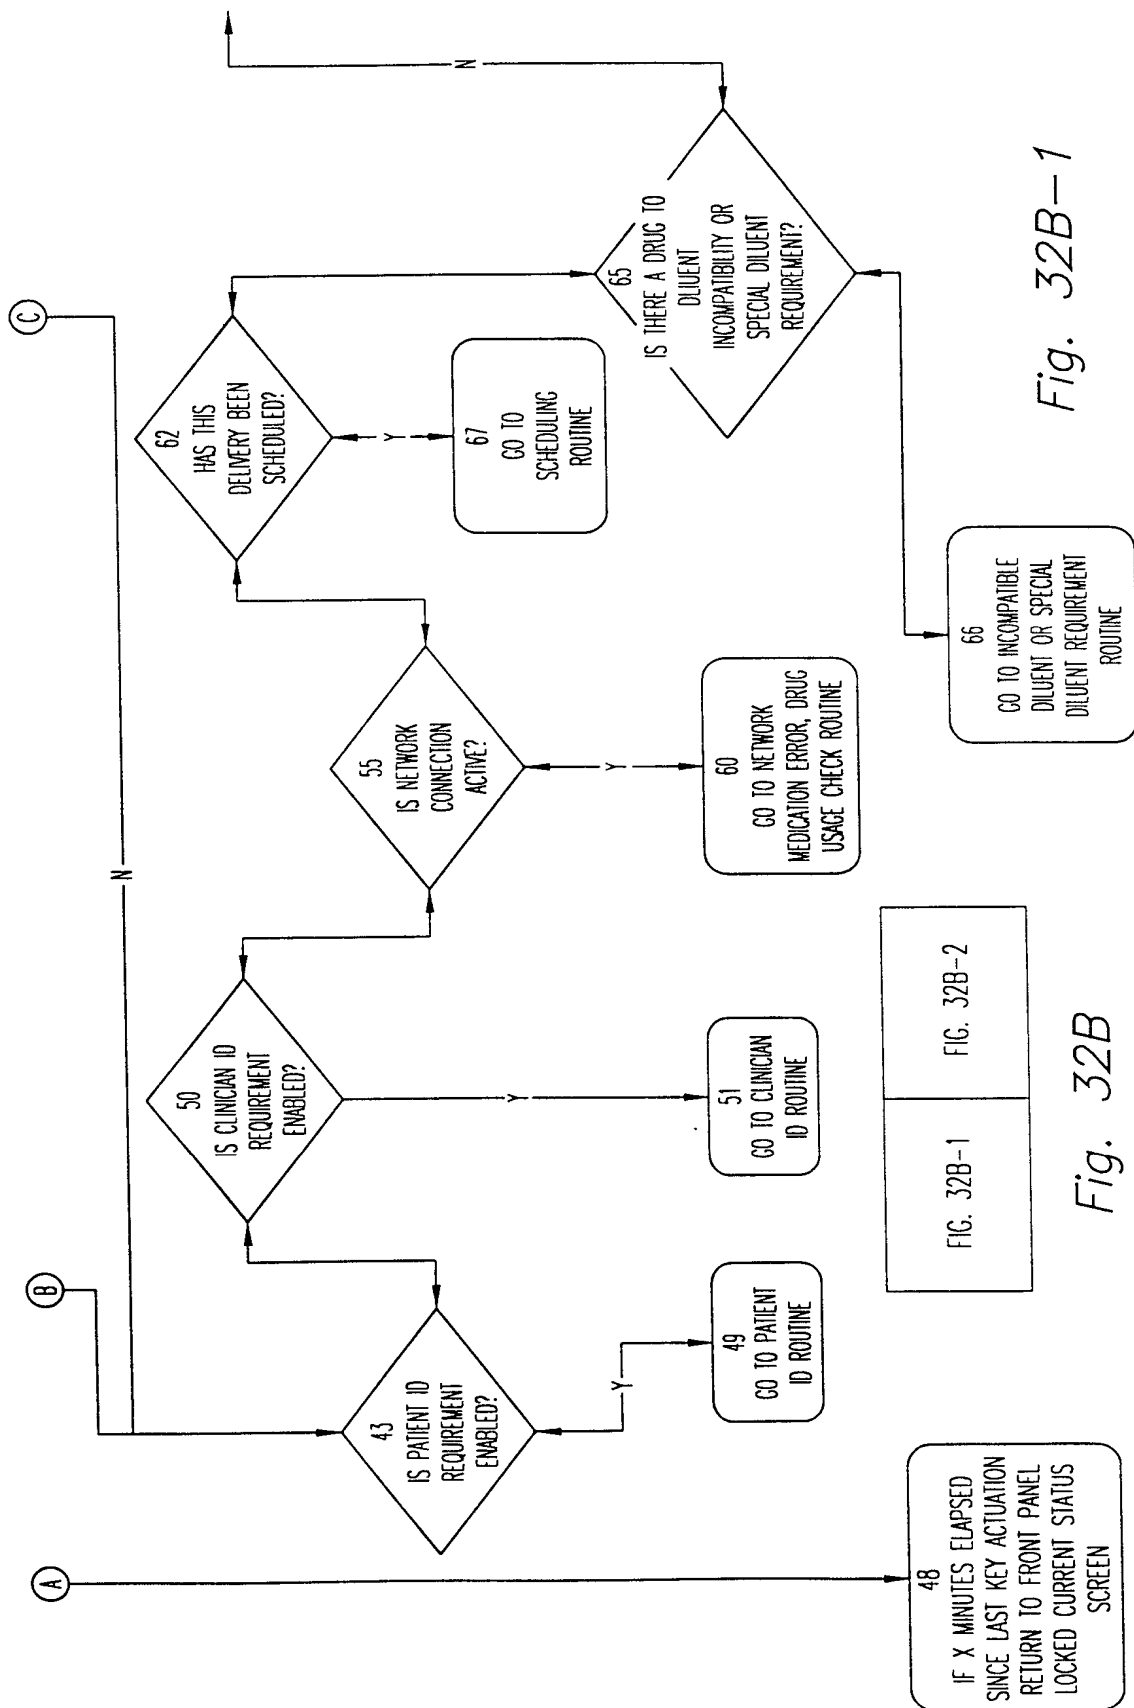 A
B
C
48
IF X MINUTES ELAPSED
SINCE LAST KEY ACTUATION
RETURN TO FRONT PANEL
LOCKED CURRENT STATUS
SCREEN
43
IS PATIENT ID
REQUIREMENT
ENABLED?
Y
49
GO TO PATIENT
ID ROUTINE
N
50
IS CLINICIAN ID
REQUIREMENT
ENABLED?
Y
51
GO TO CLINICIAN
ID ROUTINE
55
IS NETWORK
CONNECTION
ACTIVE?
Y
60
GO TO NETWORK
MEDICATION ERROR, DRUG
USAGE CHECK ROUTINE
62
HAS THIS
DELIVERY BEEN
SCHEDULED?
Y
67
GO TO
SCHEDULING
ROUTINE
65
IS THERE A DRUG TO
DLIUENT
INCOMPATIBILITY OR
SPECIAL DILUENT
REQUIREMENT?
N
66
GO TO INCOMPATIBLE
DILUENT OR SPECIAL
DILUENT REQUIREMENT
ROUTINE
FIG. 32B-1
FIG. 32B-2
Fig. 32B
Fig. 32B-1